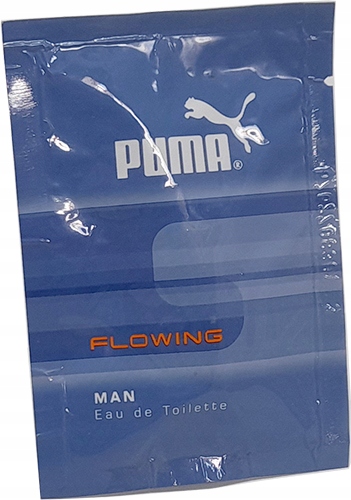 PUMA®
FLOWING
MAN
Eau de Toilette